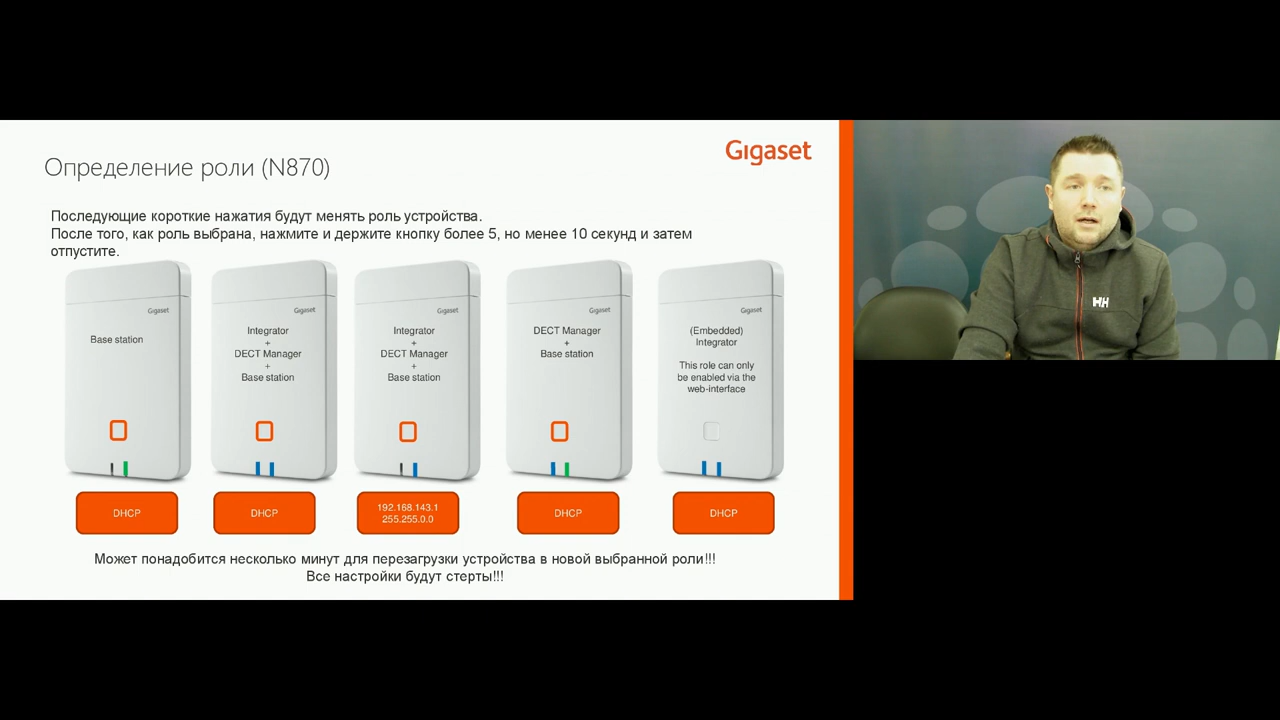 Gigaset
Определение роли (N870)
Последующие короткие нажатия будут менять роль устройства.
После того, как роль выбрана, нажмите и держите кнопку более 5, но менее 10 секунд и затем
отпустите.
Gigaset
Base station
DHCP
Gigaset
Integrator
+
DECT Manager
+
Base station
DHCP
Gigaset
Integrator
+
DECT Manager
+
Base station
192.168.143.1
255.255.0.0
Gigaset
DECT Manager
+
Base station
DHCP
Gigaset
(Embedded)
Integrator
This role can only
be enabled via the
web-interface
DHCP
Может понадобится несколько минут для перезагрузки устройства в новой выбранной роли!!!
Все настройки будут стерты!!!
HH